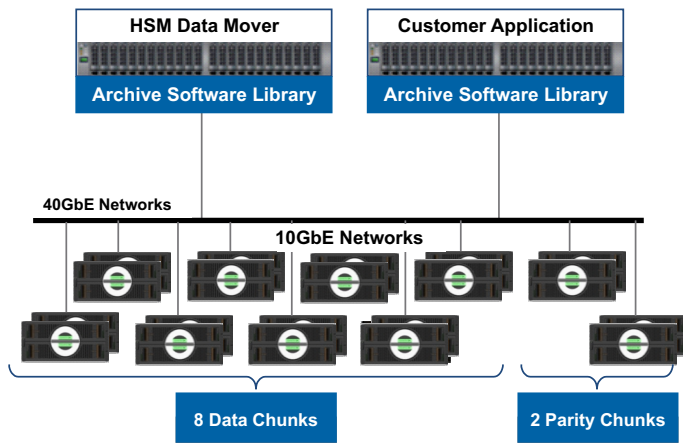 HSM Data Mover
Customer Application
Archive Software Library
Archive Software Library
40GbE Networks
10GbE Networks
8 Data Chunks
2 Parity Chunks